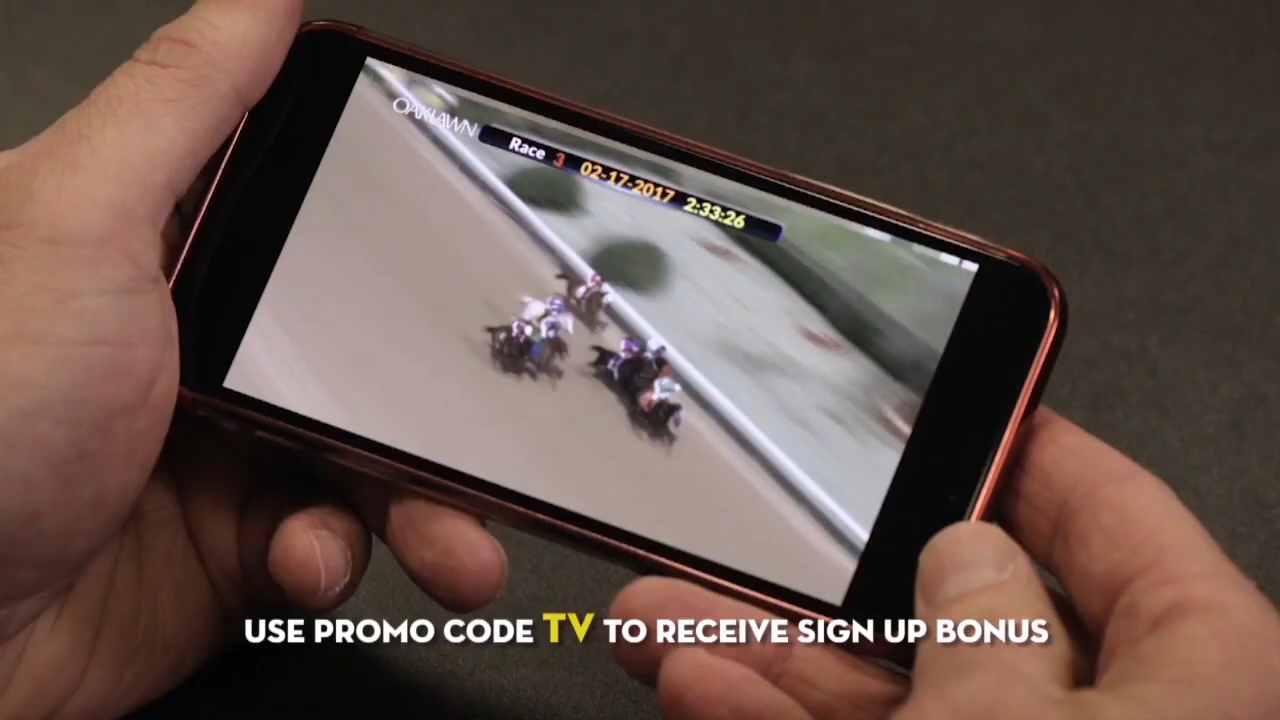 OAKLAWN
Race 3 02-17-2017 2:33:26
USE PROMO CODE TV TO RECEIVE SIGN UP BONUS